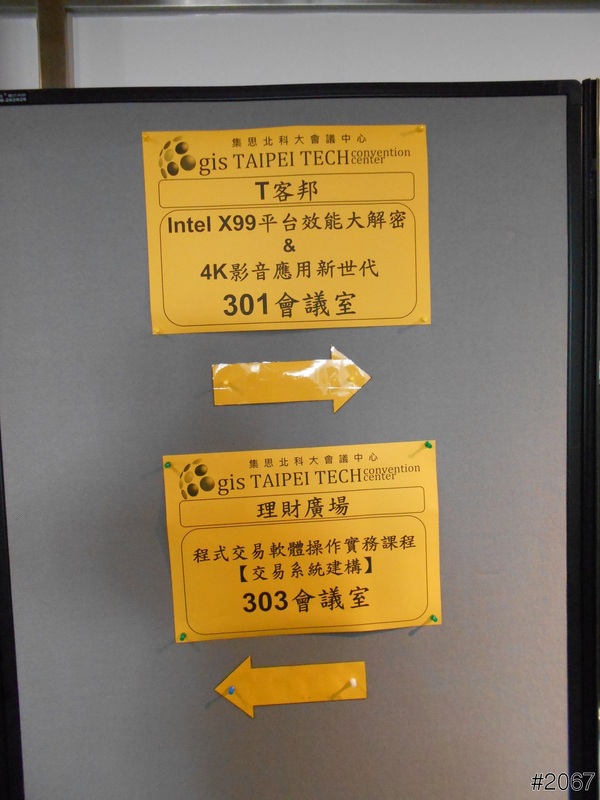 集思北科大會議中心
gis TAIPEI TECH convention center
T客邦
Intel X99平台效能大解密
&
4K影音應用新世代
301會議室
集思北科大會議中心
gis TAIPEI TECH convention center
理財廣場
程式交易軟體操作實務課程
【交易系統建構】
303會議室
#2067